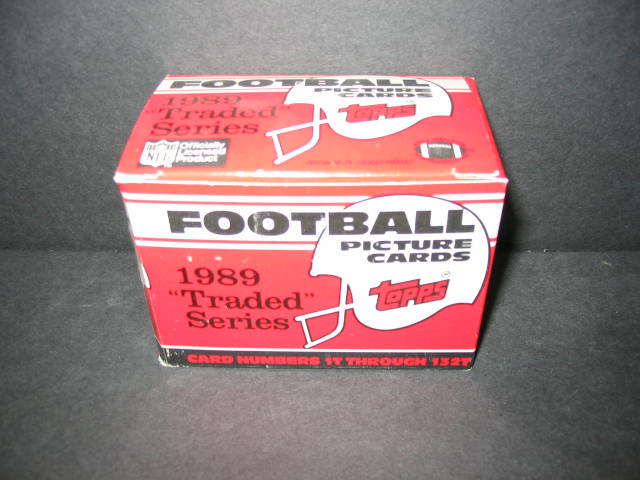 FOOTBALL
PICTURE
CARDS
1989
"Traded"
Series
Topps
NFL
Officially
Licensed
Product
FOOTBALL
PICTURE
CARDS
1989
"Traded"
Series
Topps
®
CARD NUMBERS 1T THROUGH 132T